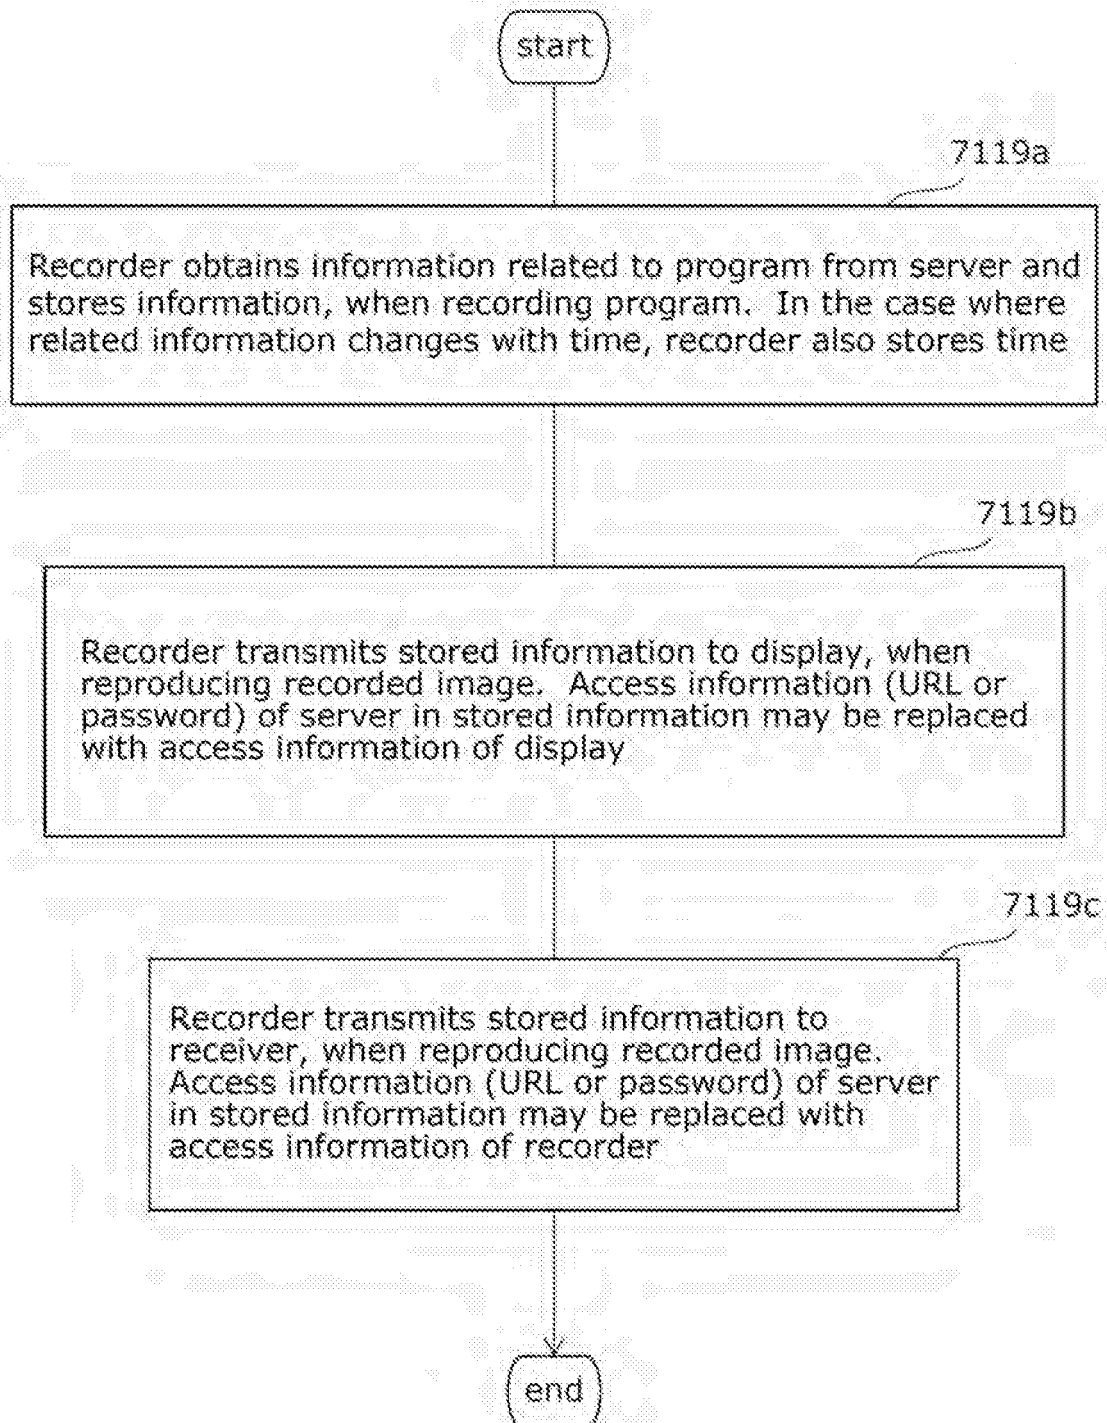 start
7119a
Recorder obtains information related to program from server and
stores information, when recording program. In the case where
related information changes with time, recorder also stores time
7119b
Recorder transmits stored information to display, when
reproducing recorded image. Access information (URL or
password) of server in stored information may be replaced
with access information of display
7119c
Recorder transmits stored information to
receiver, when reproducing recorded image.
Access information (URL or password) of server
in stored information may be replaced with
access information of recorder
end